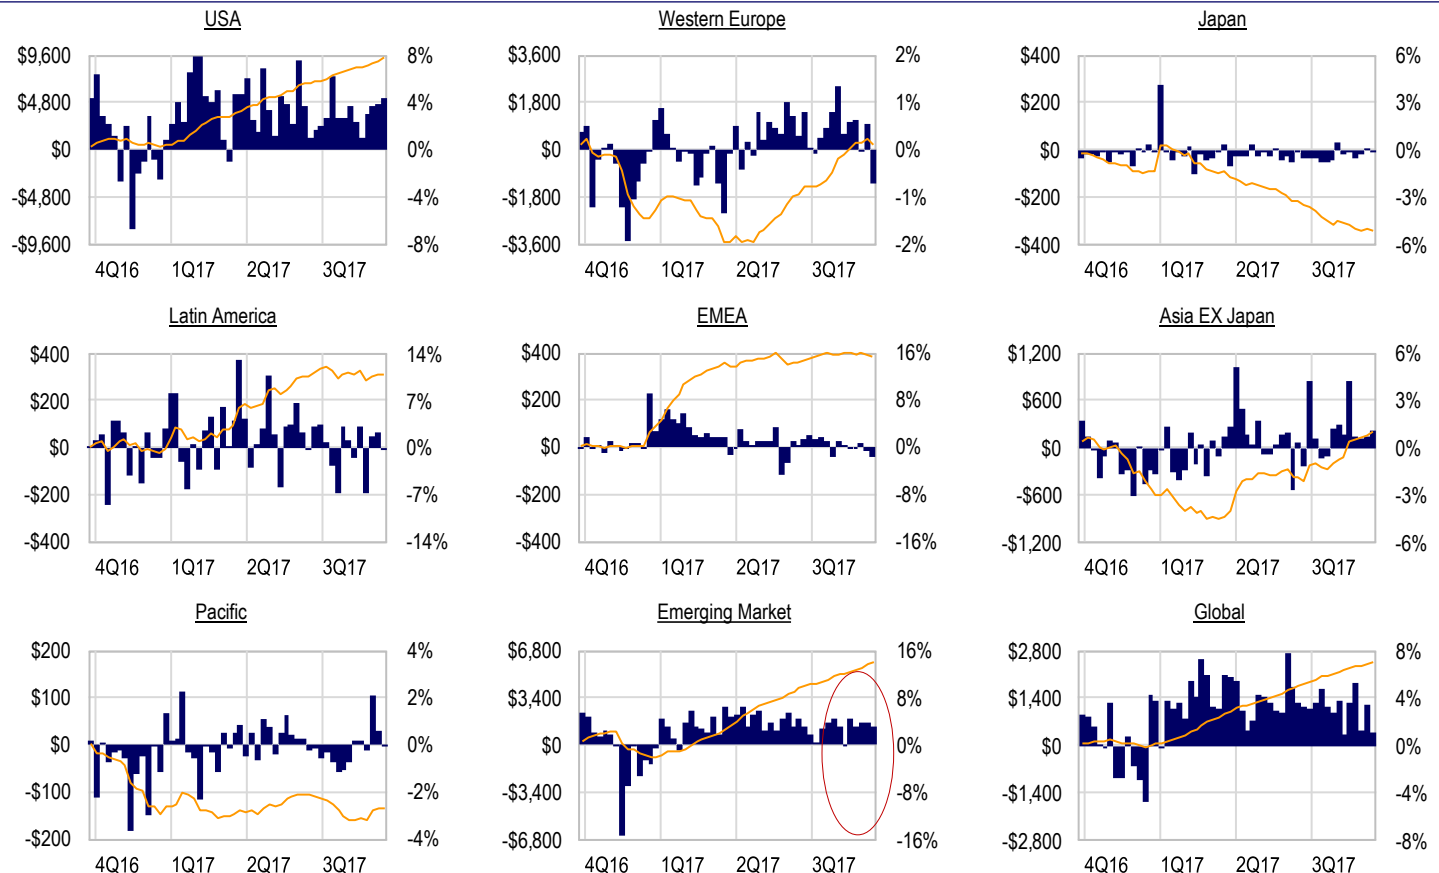 USA Western Europe Japan
$9,600 8% $3,600 2% $400 6%
$4,800 4% $1,800 1% $200 3%
$0 0% $0 0% $0 0%
-$4,800 -4% -$1,800 -1% -$200 -3%
-$9,600 -8% -$3,600 -2% -$400 -6%
4Q16 1Q17 2Q17 3Q17 4Q16 1Q17 2Q17 3Q17 4Q16 1Q17 2Q17 3Q17
Latin America EMEA Asia EX Japan
$400 14% $400 16% $1,200 6%
$200 7% $200 8% $600 3%
$0 0% $0 0% $0 0%
-$200 -7% -$200 -8% -$600 -3%
-$400 -14% -$400 -16% -$1,200 -6%
4Q16 1Q17 2Q17 3Q17 4Q16 1Q17 2Q17 3Q17 4Q16 1Q17 2Q17 3Q17
Pacific Emerging Market Global
$200 4% $6,800 16% $2,800 8%
$100 2% $3,400 8% $1,400 4%
$0 0% $0 0% $0 0%
-$100 -2% -$3,400 -8% -$1,400 -4%
-$200 -4% -$6,800 -16% -$2,800 -8%
4Q16 1Q17 2Q17 3Q17 4Q16 1Q17 2Q17 3Q17 4Q16 1Q17 2Q17 3Q17